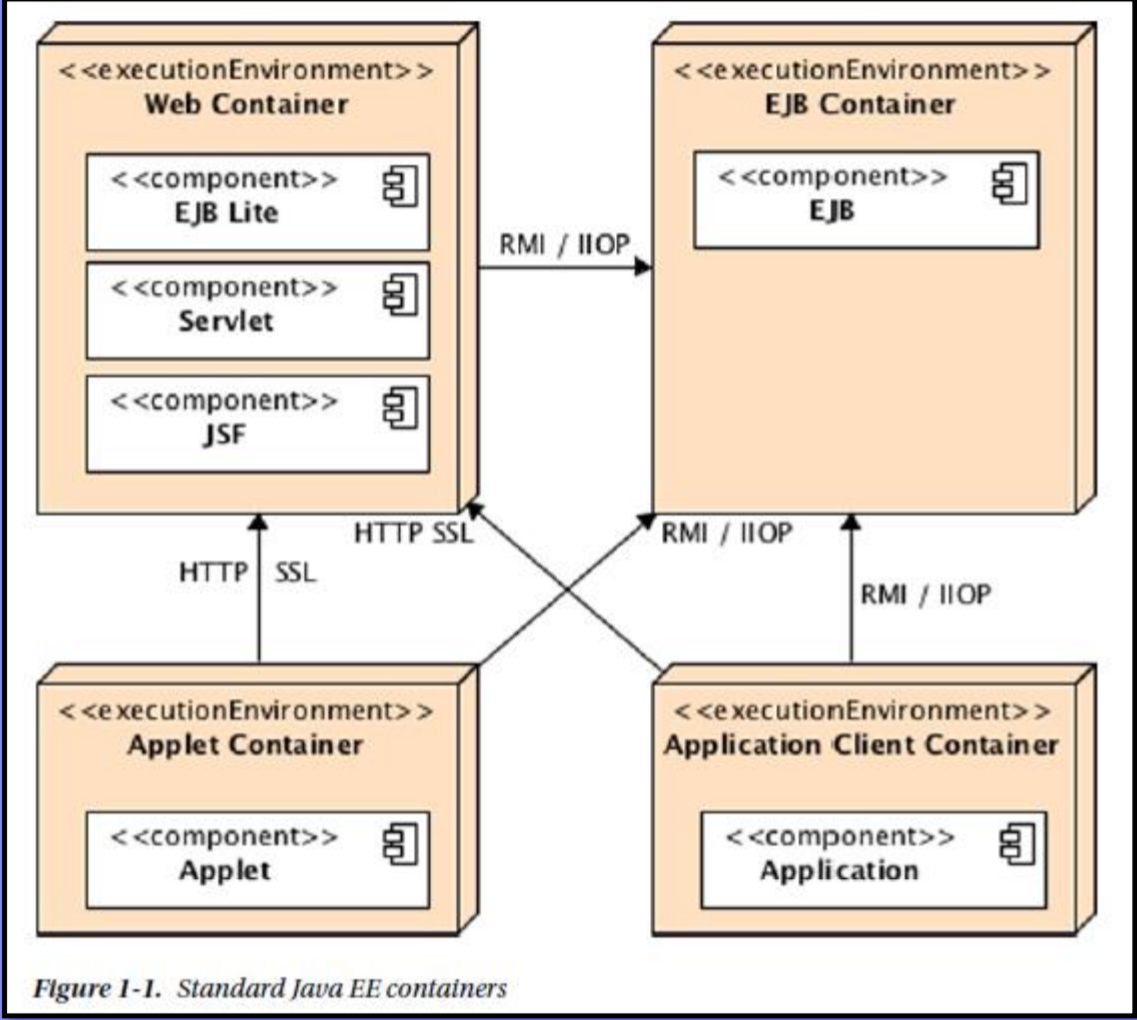 <<executionEnvironment>>
Web Container
<<component>>
EJB Lite
<<component>>
Servlet
<<component>>
JSF
RMI / IIOP
<<executionEnvironment>>
EJB Container
<<component>>
EJB
HTTP SSL
HTTP SSL
RMI / IIOP
RMI / IIOP
<<executionEnvironment>>
Applet Container
<<component>>
Applet
<<executionEnvironment>>
Application Client Container
<<component>>
Application
Figure 1-1. Standard Java EE containers